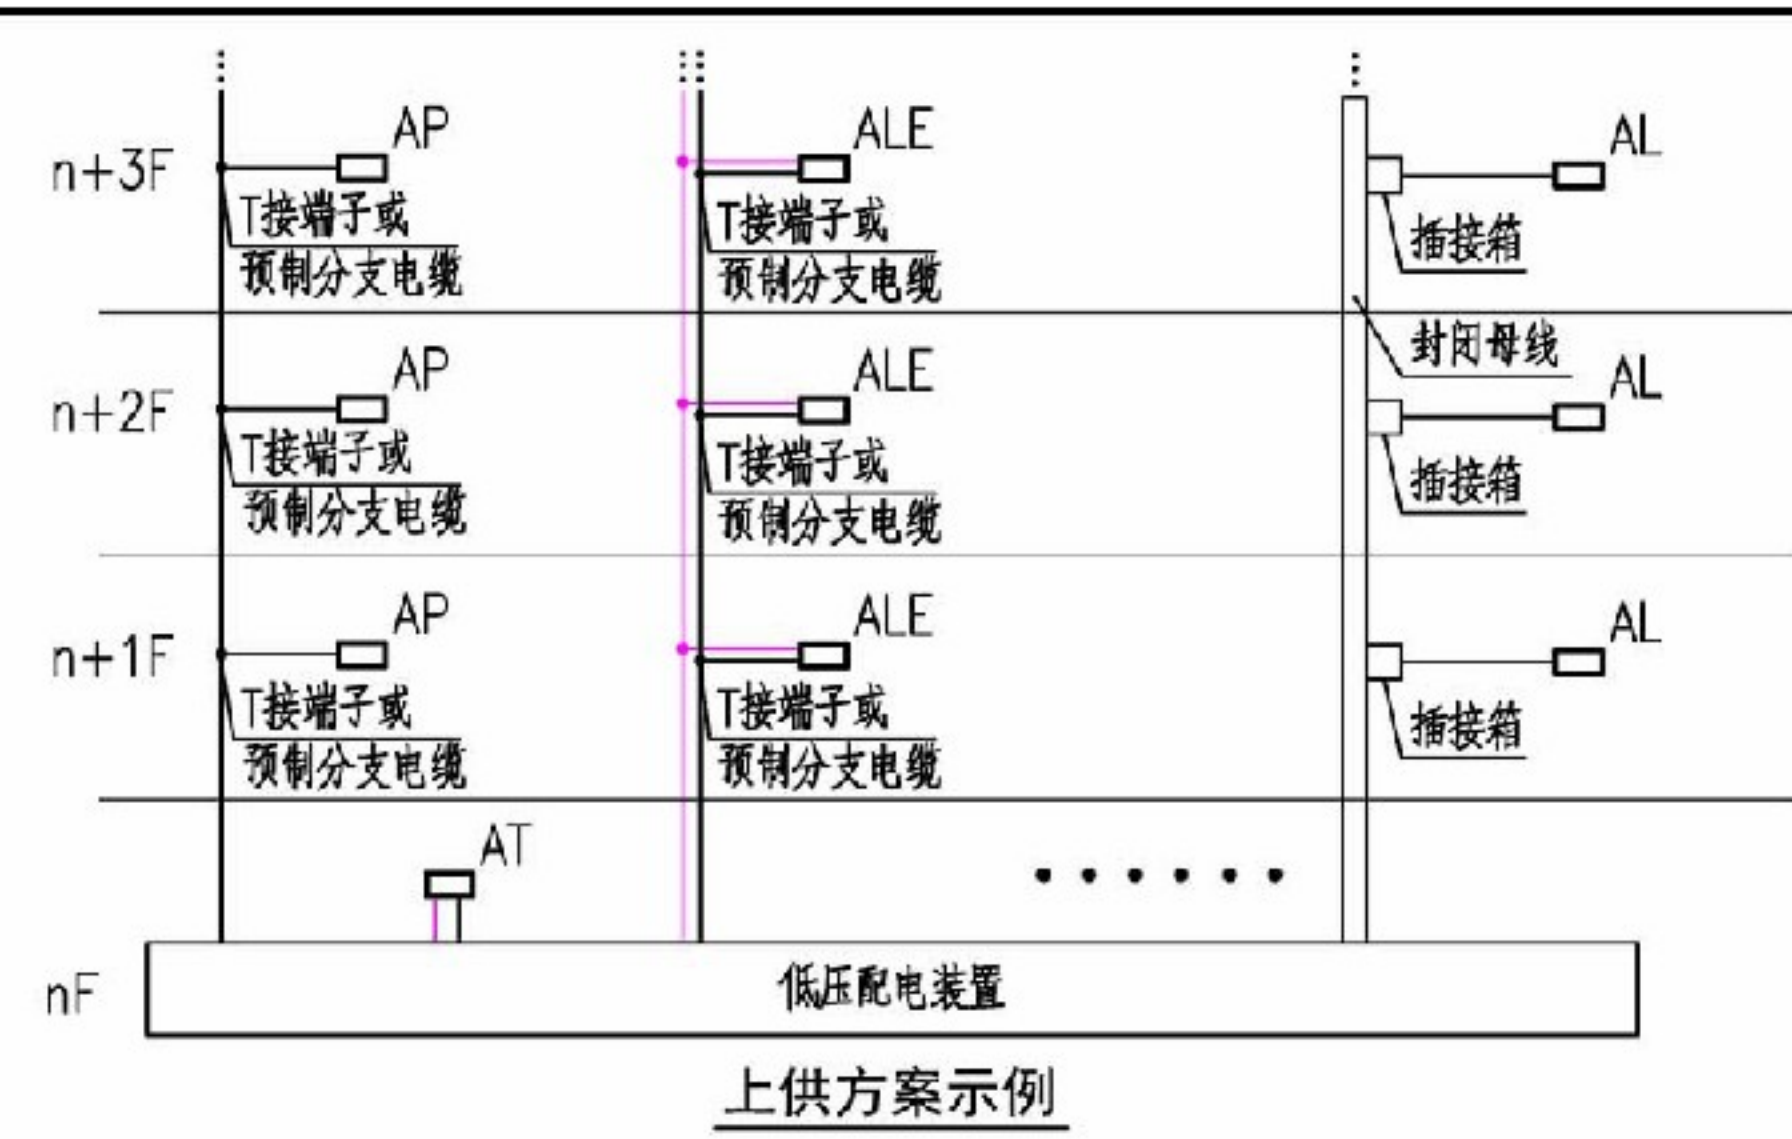 AP
ALE
AL
n+3F
T接端子或
预制分支电缆
T接端子或
预制分支电缆
插接箱
封闭母线
AP
ALE
AL
n+2F
T接端子或
预制分支电缆
T接端子或
预制分支电缆
插接箱
AP
ALE
AL
n+1F
T接端子或
预制分支电缆
T接端子或
预制分支电缆
插接箱
AT
nF
低压配电装置
上供方案示例